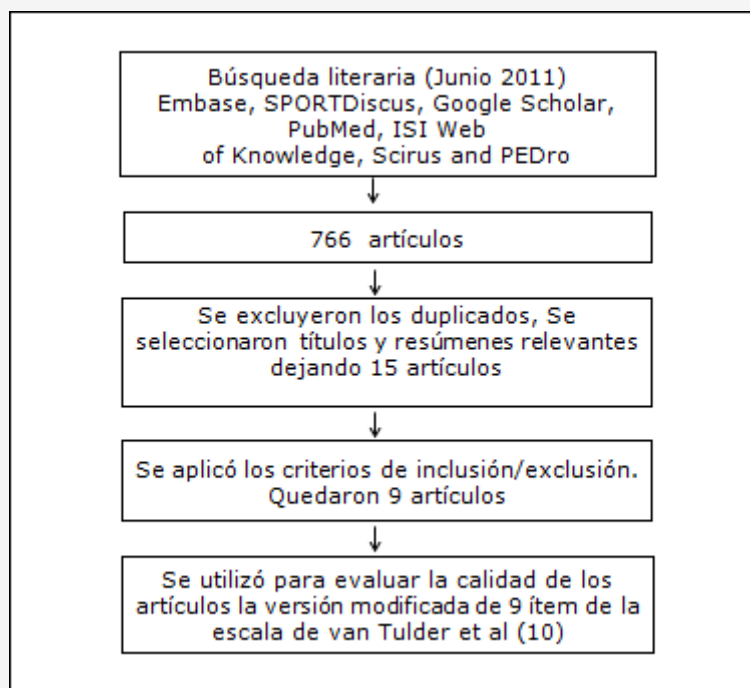 Búsqueda literaria (Junio 2011)
Embase, SPORTDiscus, Google Scholar,
PubMed, ISI Web
of Knowledge, Scirus and PEDro
766 artículos
Se excluyeron los duplicados, Se
seleccionaron títulos y resúmenes relevantes
dejando 15 artículos
Se aplicó los criterios de inclusión/exclusión.
Quedaron 9 artículos
Se utilizó para evaluar la calidad de los
artículos la versión modificada de 9 ítem de la
escala de van Tulder et al (10)